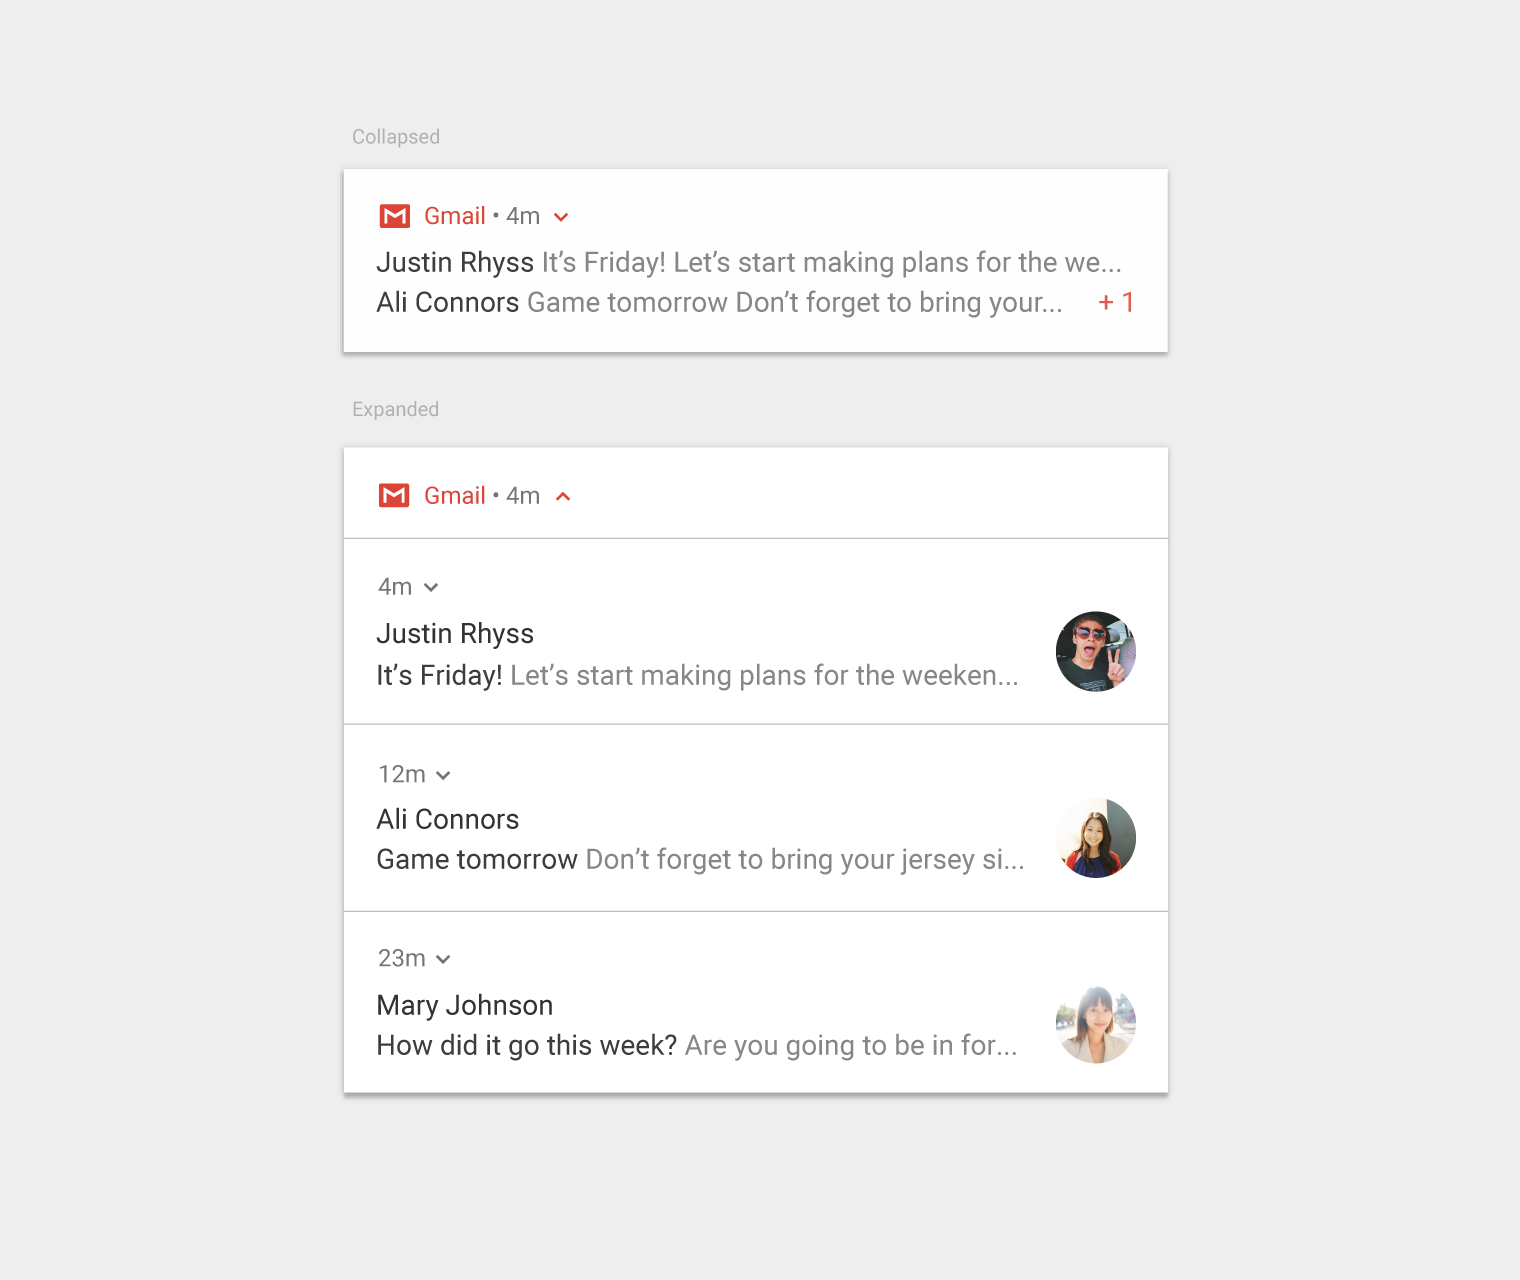 Collapsed
Gmail • 4m
Justin Rhyss It’s Friday! Let’s start making plans for the we...
Ali Connors Game tomorrow Don’t forget to bring your... + 1
Expanded
Gmail • 4m
4m
Justin Rhyss
It’s Friday! Let’s start making plans for the weeken...
12m
Ali Connors
Game tomorrow Don’t forget to bring your jersey si...
23m
Mary Johnson
How did it go this week? Are you going to be in for...